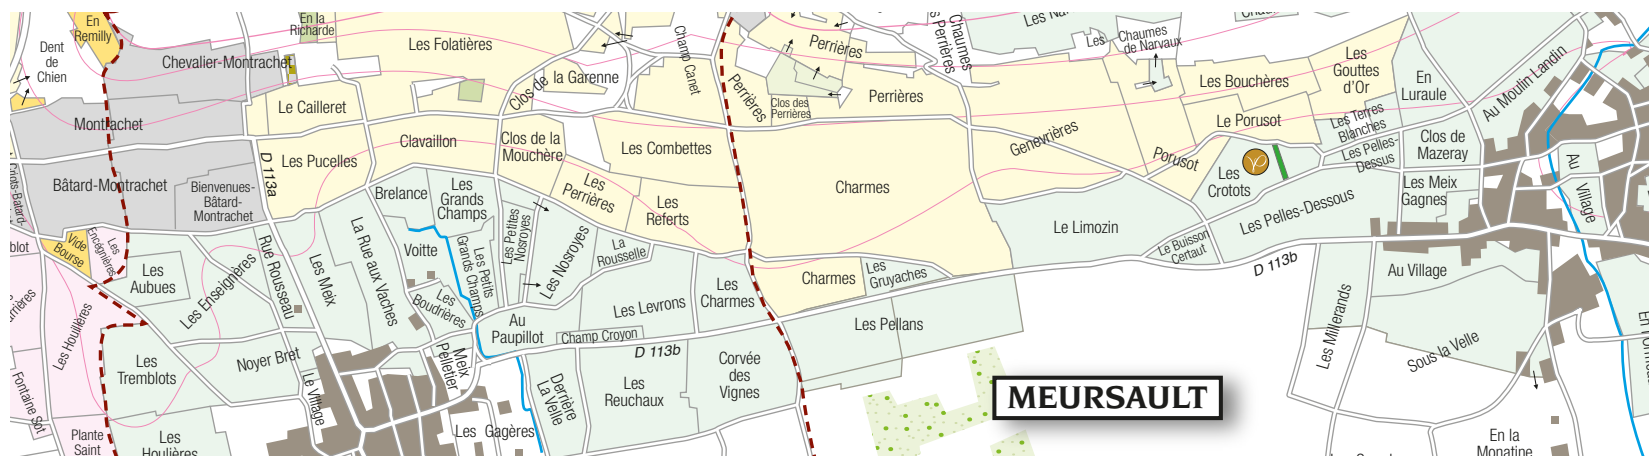 En
Remilly
Dent
de
Chien
En la
Richarde
Les Folatières
Chevalier-Montrachet
Montrachet
Le Cailleret
Clos de
la Garenne
Champ Canet
Perrières
Perrières
Perrières
Clos des
Perrières
Chaumes
Les
Chaumes
de Narvaux
Les Bouchères
Les
Gouttes
d'Or
En
Luraule
Au Moulin Landin
Les Terres
Blanches
Le Porusot
Clos de
Mazeray
Les Pelles-
Dessus
Genevrières
Porusot
Les
Crotots
Les Meix
Gagnes
Au
Village
Clavaillon
Clos de la
Mouchère
Les Combettes
Les Pucelles
D 113a
Bâtard-Montrachet
Bienvenues-
Bâtard-
Montrachet
Brelance
Les
Grands
Champs
Les
Perrières
Les
Referts
Charmes
Le Limozin
Les Pelles-Dessous
Le Buisson
Certaut
D 113b
Vide
Bourse
Les
Encégnières
Les
Aubues
Les Enseignères
Rue Rousseau
Les Meix
La Rue aux Vaches
Voitte
Les Petits
Grands Champs
Les Petites
Nosroyes
Les Nosroyes
La
Rousselle
Les
Boudrières
Au
Paupillot
Les Levrons
Les
Charmes
Charmes
Les
Gruyaches
Les Pellans
Champ Croyon
D 113b
Corvée
des
Vignes
Les
Reuchaux
Derrière
La Velle
Meix
Pelletier
Les Gagères
Le Village
Noyer Bret
Les
Tremblots
Les Houilères
Les
Houlières
Plante
Saint
Fontaine Sot
Au Village
Les Millerands
Sous la Velle
En la
Monatine
MEURSAULT